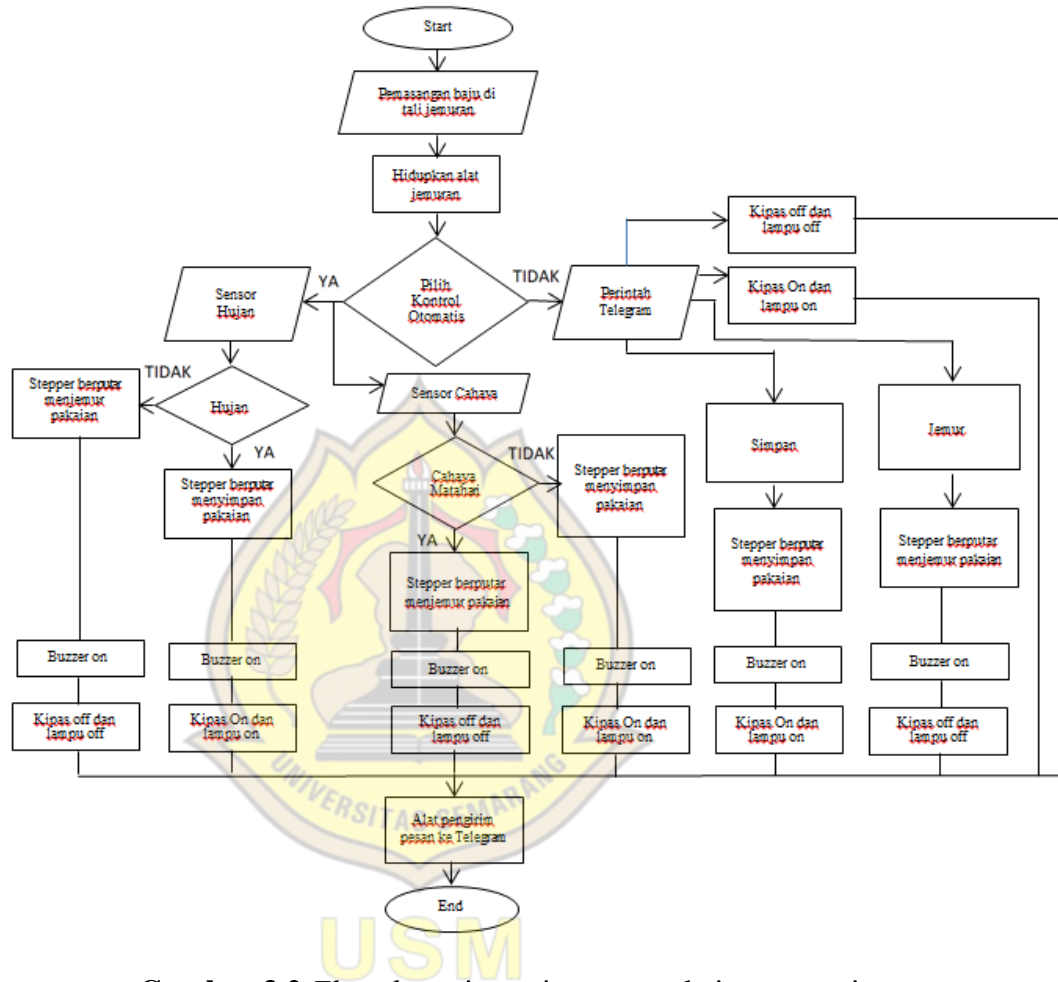 Start
Pemasangan baju di
tali jemuran
Hidupkan alat
jemuran
Pilih
Kontrol
Otomatis
YA
TIDAK
Sensor
Hujan
Perintah
Telegram
Kipas off dan
lampu off
Kipas On dan
lampu on
TIDAK
Hujan
YA
Stepper berputar
menjemur
pakaian
Stepper berputar
menyimpan
pakaian
Sensor Cahaya
Cahaya
Matahari
TIDAK
YA
Stepper berputar
menyimpan
pakaian
Stepper berputar
menjemur pakaian
Simpan
Jemur
Stepper berputar
menyimpan
pakaian
Stepper berputar
menjemur pakaian
Buzzer on
Buzzer on
Buzzer on
Buzzer on
Buzzer on
Buzzer on
Kipas off dan
lampu off
Kipas On dan
lampu on
Kipas off dan
lampu off
Kipas On dan
lampu on
Kipas On dan
lampu on
Kipas off dan
lampu off
UNIVERSITAS SEMARANG
Alat pengirim
pesan ke Telegram
End
USM